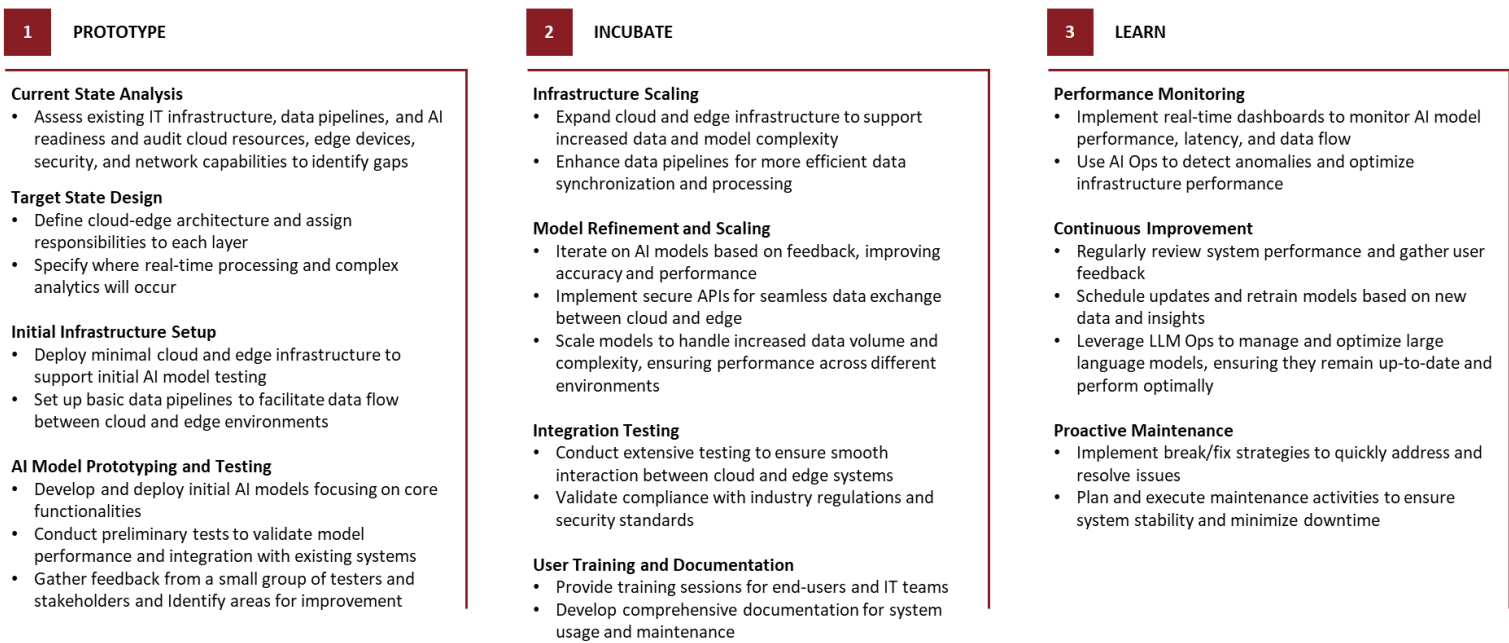 1 PROTOTYPE
Current State Analysis
• Assess existing IT infrastructure, data pipelines, and AI
readiness and audit cloud resources, edge devices,
security, and network capabilities to identify gaps
Target State Design
• Define cloud-edge architecture and assign
responsibilities to each layer
• Specify where real-time processing and complex
analytics will occur
Initial Infrastructure Setup
• Deploy minimal cloud and edge infrastructure to
support initial AI model testing
• Set up basic data pipelines to facilitate data flow
between cloud and edge environments
AI Model Prototyping and Testing
• Develop and deploy initial AI models focusing on core
functionalities
• Conduct preliminary tests to validate model
performance and integration with existing systems
• Gather feedback from a small group of testers and
stakeholders and Identify areas for improvement
2 INCUBATE
Infrastructure Scaling
• Expand cloud and edge infrastructure to support
increased data and model complexity
• Enhance data pipelines for more efficient data
synchronization and processing
Model Refinement and Scaling
• Iterate on AI models based on feedback, improving
accuracy and performance
• Implement secure APIs for seamless data exchange
between cloud and edge
• Scale models to handle increased data volume and
complexity, ensuring performance across different
environments
Integration Testing
• Conduct extensive testing to ensure smooth
interaction between cloud and edge systems
• Validate compliance with industry regulations and
security standards
User Training and Documentation
• Provide training sessions for end-users and IT teams
• Develop comprehensive documentation for system
usage and maintenance
3 LEARN
Performance Monitoring
• Implement real-time dashboards to monitor AI model
performance, latency, and data flow
• Use AI Ops to detect anomalies and optimize
infrastructure performance
Continuous Improvement
• Regularly review system performance and gather user
feedback
• Schedule updates and retrain models based on new
data and insights
• Leverage LLM Ops to manage and optimize large
language models, ensuring they remain up-to-date and
perform optimally
Proactive Maintenance
• Implement break/fix strategies to quickly address and
resolve issues
• Plan and execute maintenance activities to ensure
system stability and minimize downtime